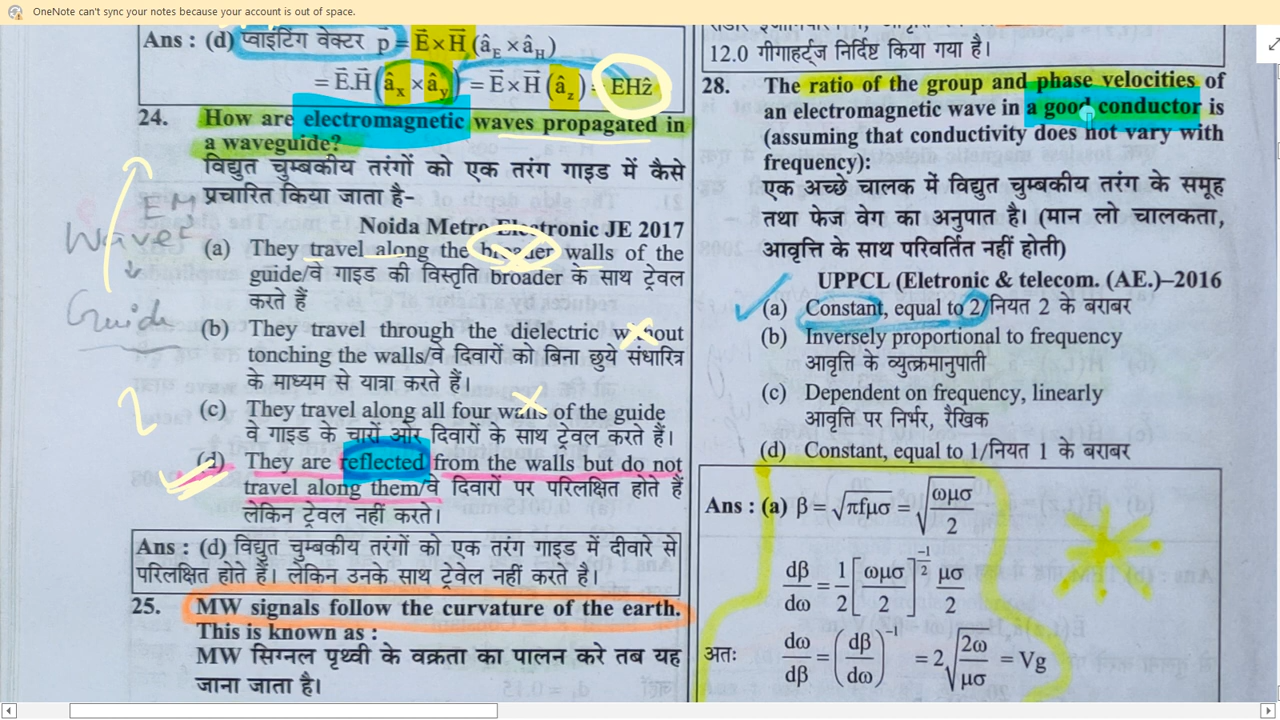 OneNote can't sync your notes because your account is out of space.
Ans : (d) प्वाइंटिंग वेक्टर p⃗ = E⃗ × H⃗ (â_E × â_H)
= E⃗.H⃗ (â_x × â_y) = E⃗ × H⃗ (â_z) = EHẑ
24. How are electromagnetic waves propagated in
a waveguide?
विद्युत चुम्बकीय तरंगों को एक तरंग गाइड में कैसे
प्रचारित किया जाता है-
EM
Waves
Guide
Noida Metro Electronic JE 2017
(a) They travel along the broader walls of the
guide/वे गाइड की विस्तृति broader के साथ ट्रेवल
करते हैं
(b) They travel through the dielectric without
tonching the walls/वे दिवारों को बिना छुये संधारित्र
के माध्यम से यात्रा करते हैं।
(c) They travel along all four walls of the guide
वे गाइड के चारों और दिवारों के साथ ट्रेवल करते हैं।
(d) They are reflected from the walls but do not
travel along them/वे दिवारों पर परिलक्षित होते हैं
लेकिन ट्रेवल नहीं करते।
Ans : (d) विद्युत चुम्बकीय तरंगों को एक तरंग गाइड में दीवारे से
परिलक्षित होते हैं। लेकिन उनके साथ ट्रेवेल नहीं करते है।
25. MW signals follow the curvature of the earth.
This is known as :
MW सिग्नल पृथ्वी के वक्रता का पालन करे तब यह
जाना जाता है।
12.0 गीगाहर्ट्ज निर्दिष्ट किया गया है।
28. The ratio of the group and phase velocities of
an electromagnetic wave in a good conductor is
(assuming that conductivity does not vary with
frequency):
एक अच्छे चालक में विद्युत चुम्बकीय तरंग के समूह
तथा फेज वेग का अनुपात है। (मान लो चालकता,
आवृत्ति के साथ परिवर्तित नहीं होती)
UPPCL (Eletronic & telecom. (AE.)–2016
(a) Constant, equal to 2/नियत 2 के बराबर
(b) Inversely proportional to frequency
आवृत्ति के व्युत्क्रमानुपाती
(c) Dependent on frequency, linearly
आवृत्ति पर निर्भर, रैखिक
(d) Constant, equal to 1/नियत 1 के बराबर
Ans : (a) β = √πfμσ = √(ωμσ/2)
dβ/dω = 1/2 [ωμσ/2]^(-1/2) μσ/2
अतः dω/dβ = (dβ/dω)^(-1) = 2√(2ω/μσ) = Vg